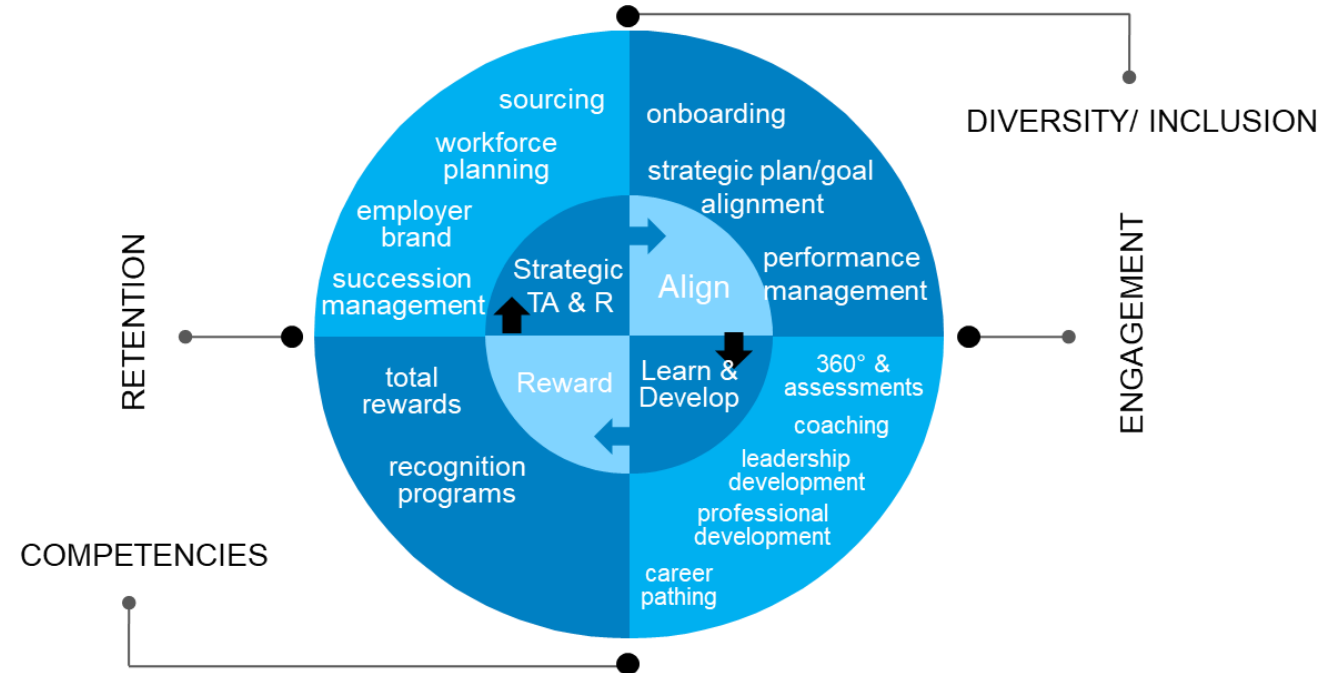 sourcing
workforce
planning
employer
brand
succession
management
onboarding
strategic plan/goal
alignment
performance
management
DIVERSITY/ INCLUSION
RETENTION
ENGAGEMENT
Strategic
TA & R
Align
Reward
Learn &
Develop
total
rewards
recognition
programs
360° &
assessments
coaching
leadership
development
professional
development
career
pathing
COMPETENCIES